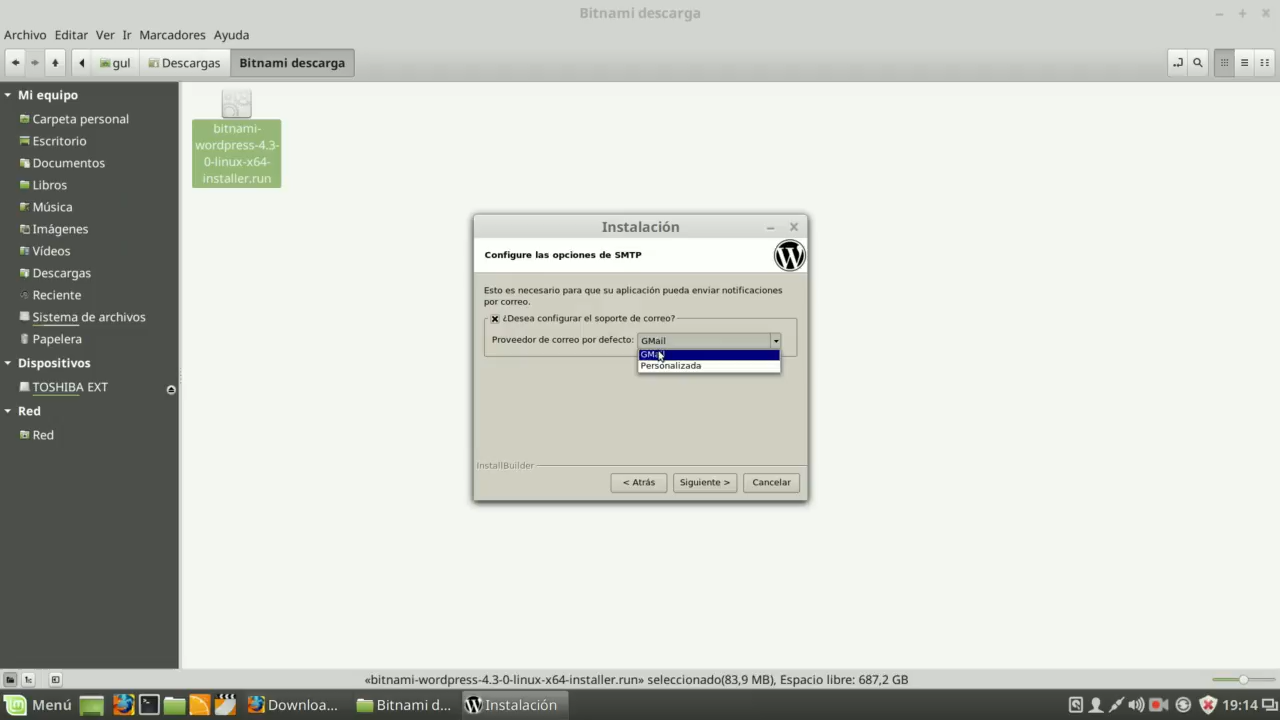 Bitnami descarga
Archivo Editar Ver Ir Marcadores Ayuda
gul Descargas Bitnami descarga
Mi equipo
Carpeta personal
Escritorio
Documentos
Libros
Música
Imágenes
Vídeos
Descargas
Reciente
Sistema de archivos
Papelera
Dispositivos
TOSHIBA EXT
Red
Red
bitnami-
wordpress-4.3-
0-linux-x64-
installer.run
Instalación
Configure las opciones de SMTP
Esto es necesario para que su aplicación pueda enviar notificaciones
por correo.
¿Desea configurar el soporte de correo?
Proveedor de correo por defecto: GMail
GMail
Personalizada
InstallBuilder
< Atrás Siguiente > Cancelar
«bitnami-wordpress-4.3-0-linux-x64-installer.run» seleccionado(83,9 MB), Espacio libre: 687,2 GB
Menú Downloa... Bitnami d... Instalación 19:14